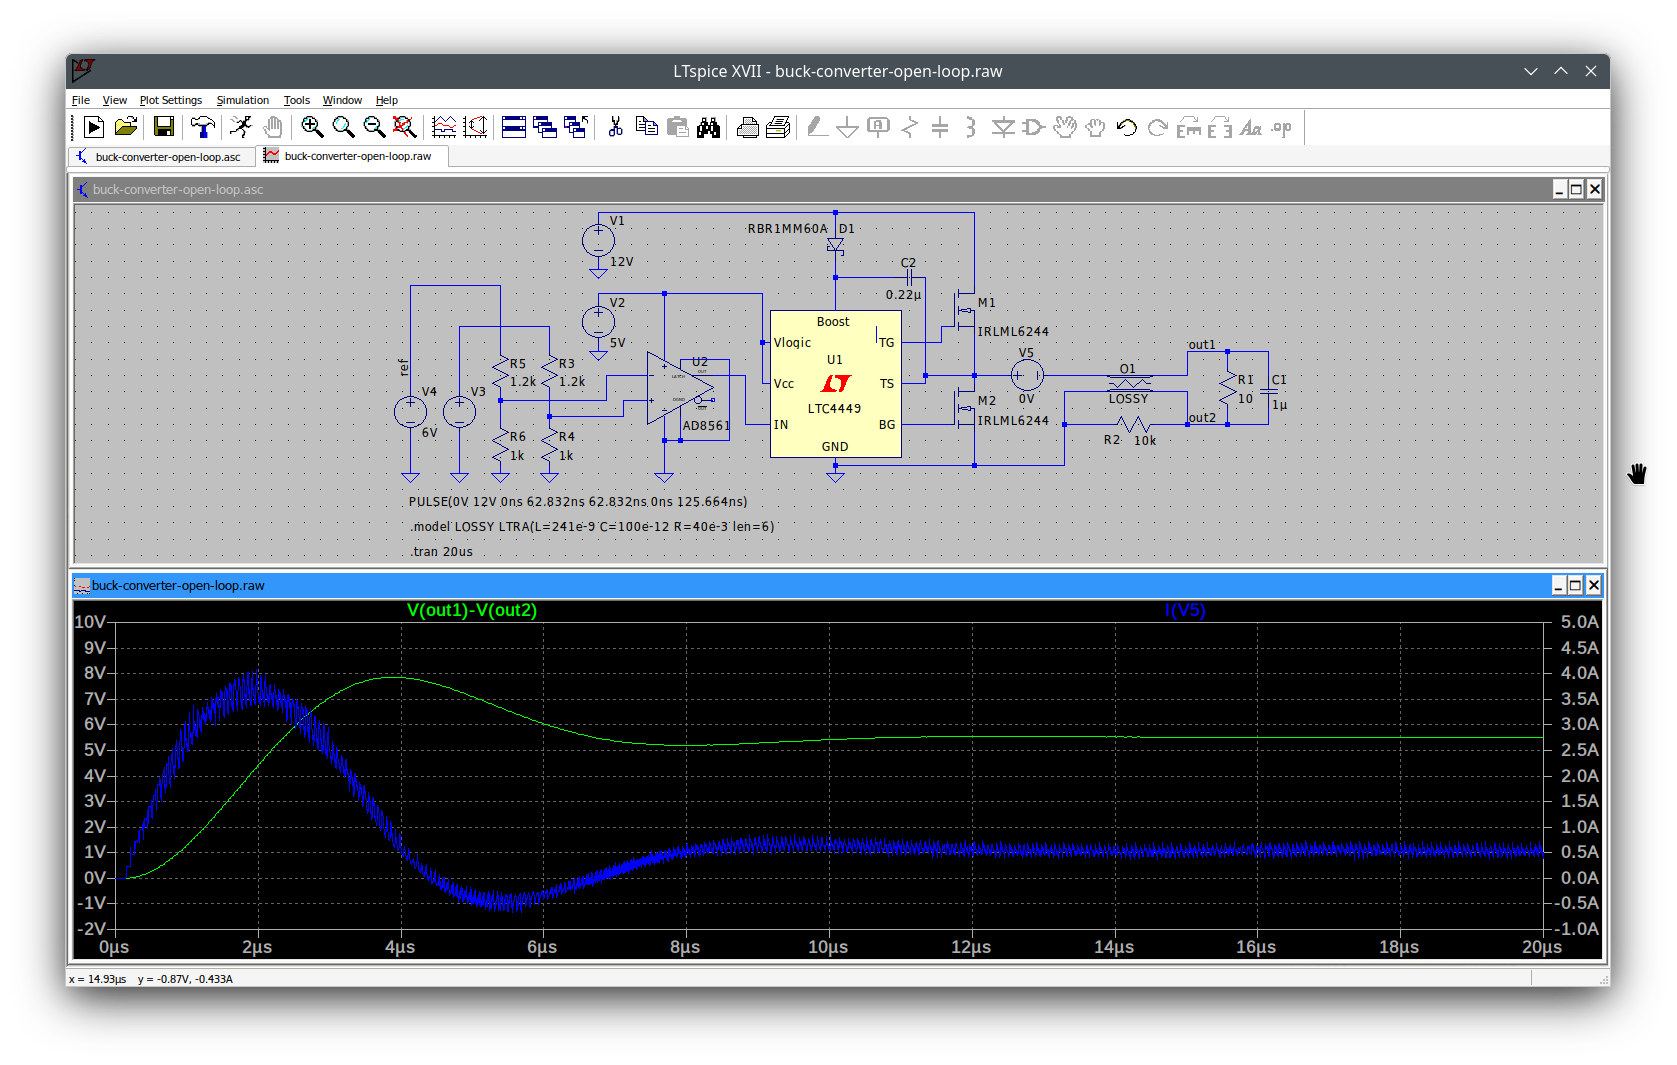 LTspice XVII - buck-converter-open-loop.raw
File View Plot Settings Simulation Tools Window Help
.op
buck-converter-open-loop.asc buck-converter-open-loop.raw
buck-converter-open-loop.asc
V1
12V
RBR1MM60A D1
C2
0.22µ
V2
5V
M1
IRLML6244
Boost
Vlogic
TG
U1
Vcc
TS
LTC4449
IN
BG
GND
ref
V4
6V
V3
R5
1.2k
R3
1.2k
R6
1k
R4
1k
U2
AD8561
V5
0V
M2
IRLML6244
O1
LOSSY
out1
R1
10
C1
1µ
out2
R2 10k
PULSE(0V 12V 0ns 62.832ns 62.832ns 0ns 125.664ns)
.model LOSSY LTRA(L=241e-9 C=100e-12 R=40e-3 len=6)
.tran 20us
buck-converter-open-loop.raw
V(out1)-V(out2) I(V5)
10V 5.0A
9V 4.5A
8V 4.0A
7V 3.5A
6V 3.0A
5V 2.5A
4V 2.0A
3V 1.5A
2V 1.0A
1V 0.5A
0V 0.0A
-1V -0.5A
-2V -1.0A
0µs 2µs 4µs 6µs 8µs 10µs 12µs 14µs 16µs 18µs 20µs
x = 14.93µs y = -0.87V, -0.433A